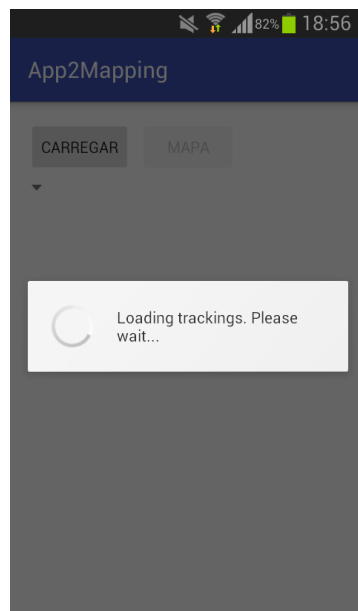 82% 18:56
App2Mapping
CARREGAR MAPA
Loading trackings. Please
wait...